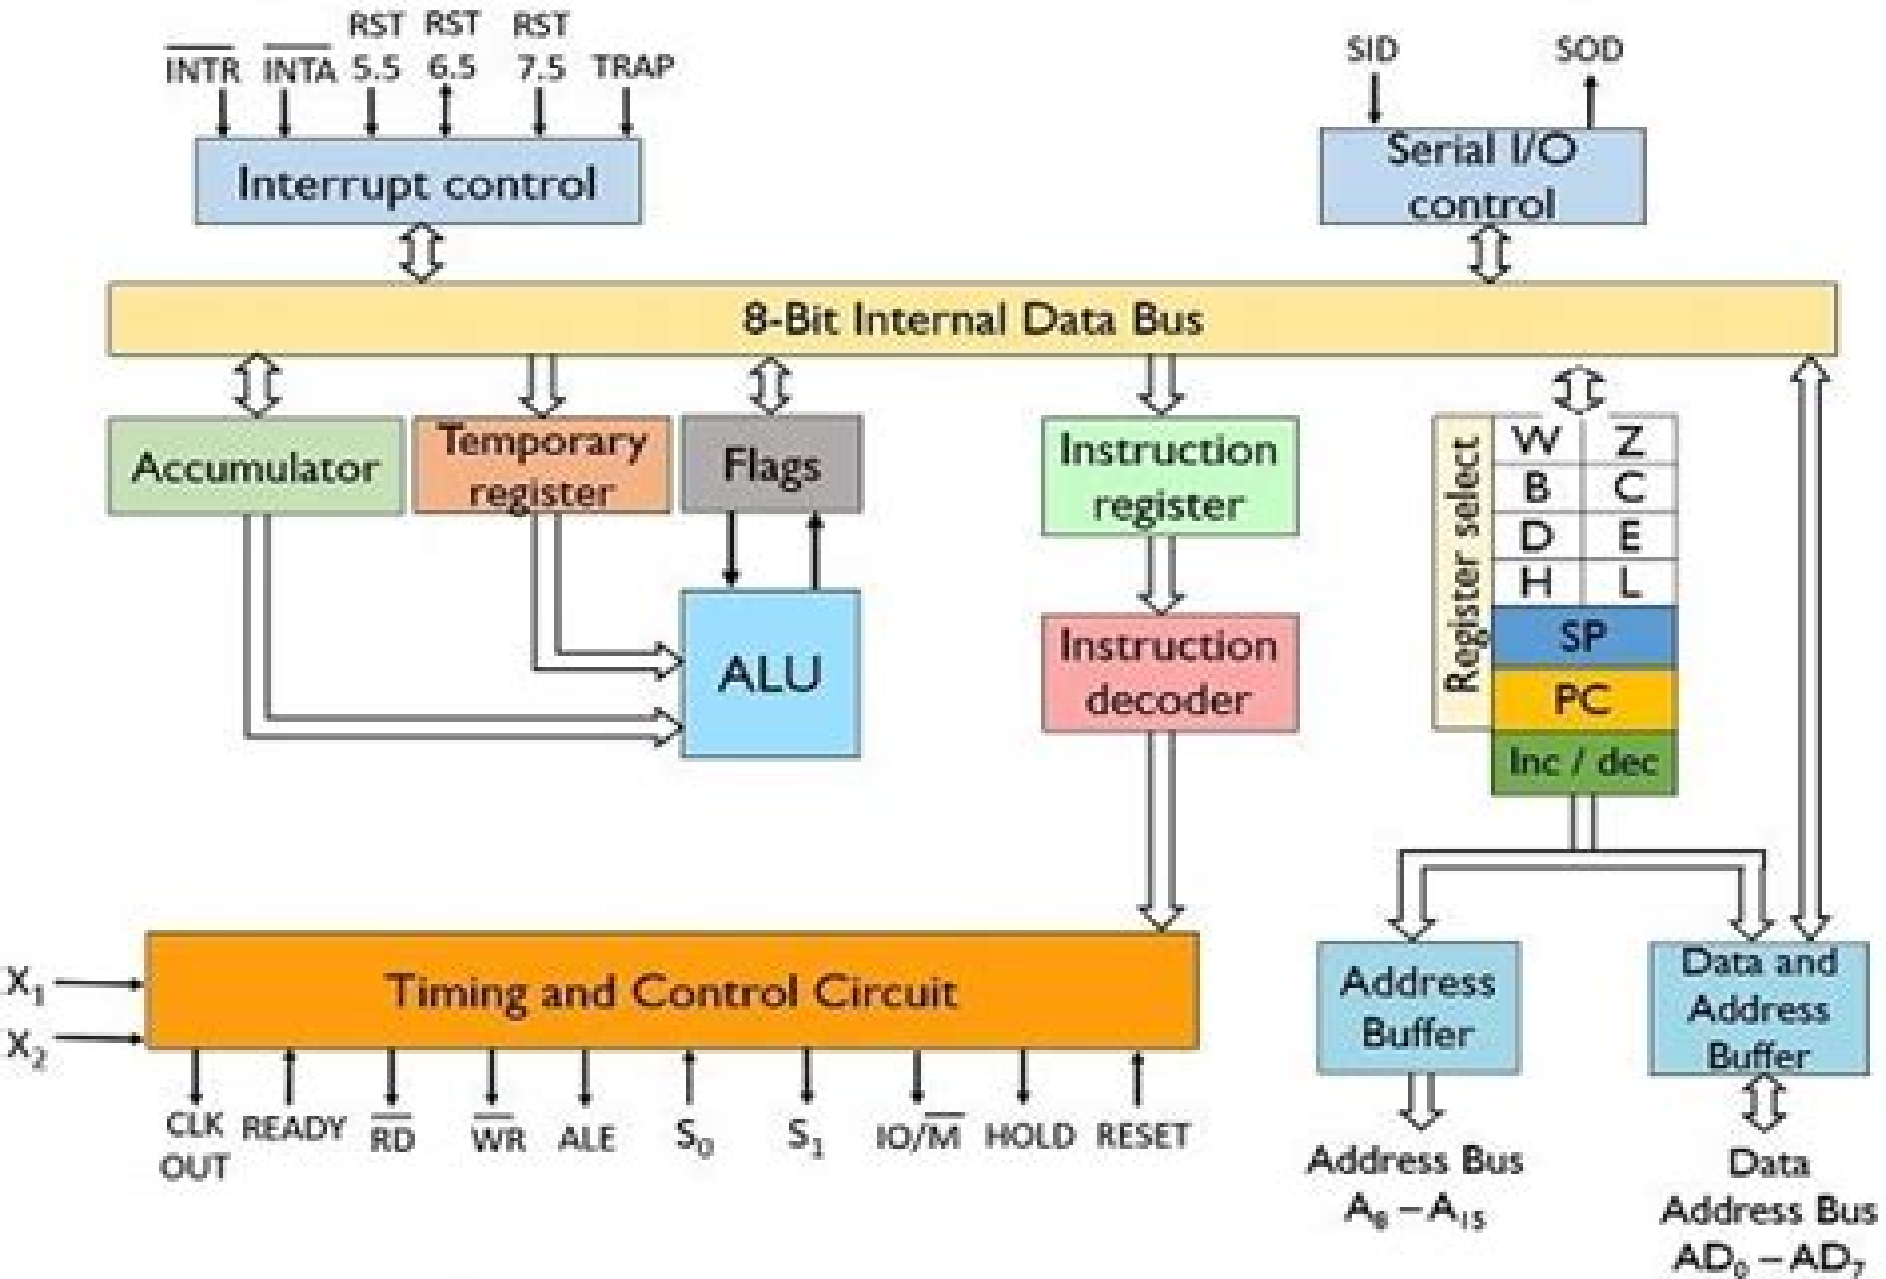 RST RST RST
INTR INTA 5.5 6.5 7.5 TRAP
SID SOD
Interrupt control
Serial I/O
control
8-Bit Internal Data Bus
Accumulator
Temporary
register
Flags
ALU
Instruction
register
Instruction
decoder
Register select
W Z
B C
D E
H L
SP
PC
Inc / dec
X₁
X₂
Timing and Control Circuit
CLK
OUT
READY
RD
WR
ALE
S₀
S₁
IO/M
HOLD
RESET
Address
Buffer
Data and
Address
Buffer
Address Bus
A₈ – A₁₅
Data
Address Bus
AD₀ – AD₇